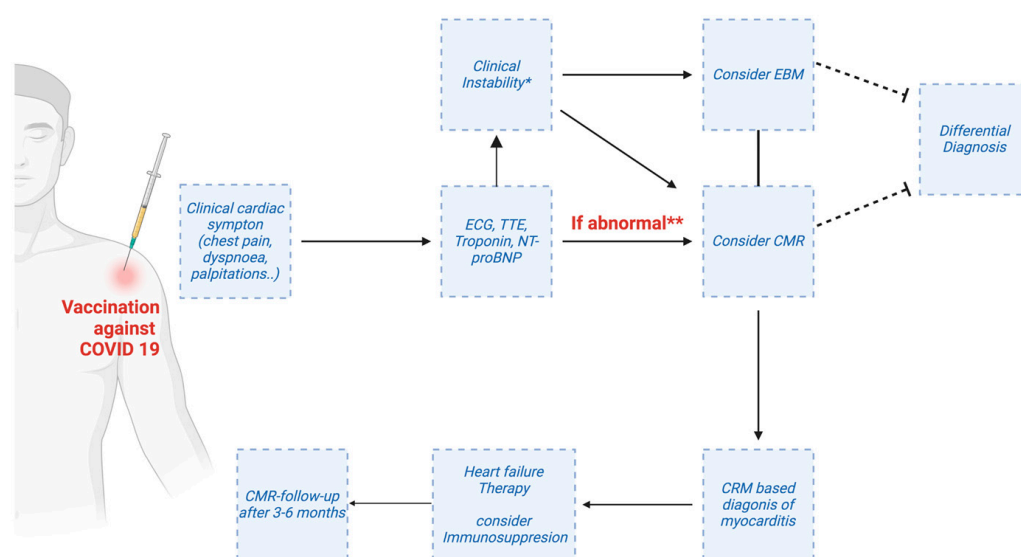 Vaccination
against
COVID 19
Clinical cardiac
sympton
(chest pain,
dyspnoea,
palpitations..)
ECG, TTE,
Troponin, NT-
proBNP
Clinical
Instability*
If abnormal**
Consider EBM
Consider CMR
Differential
Diagnosis
CRM based
diagonis of
myocarditis
Heart failure
Therapy
consider
Immunosuppresion
CMR-follow-up
after 3-6 months